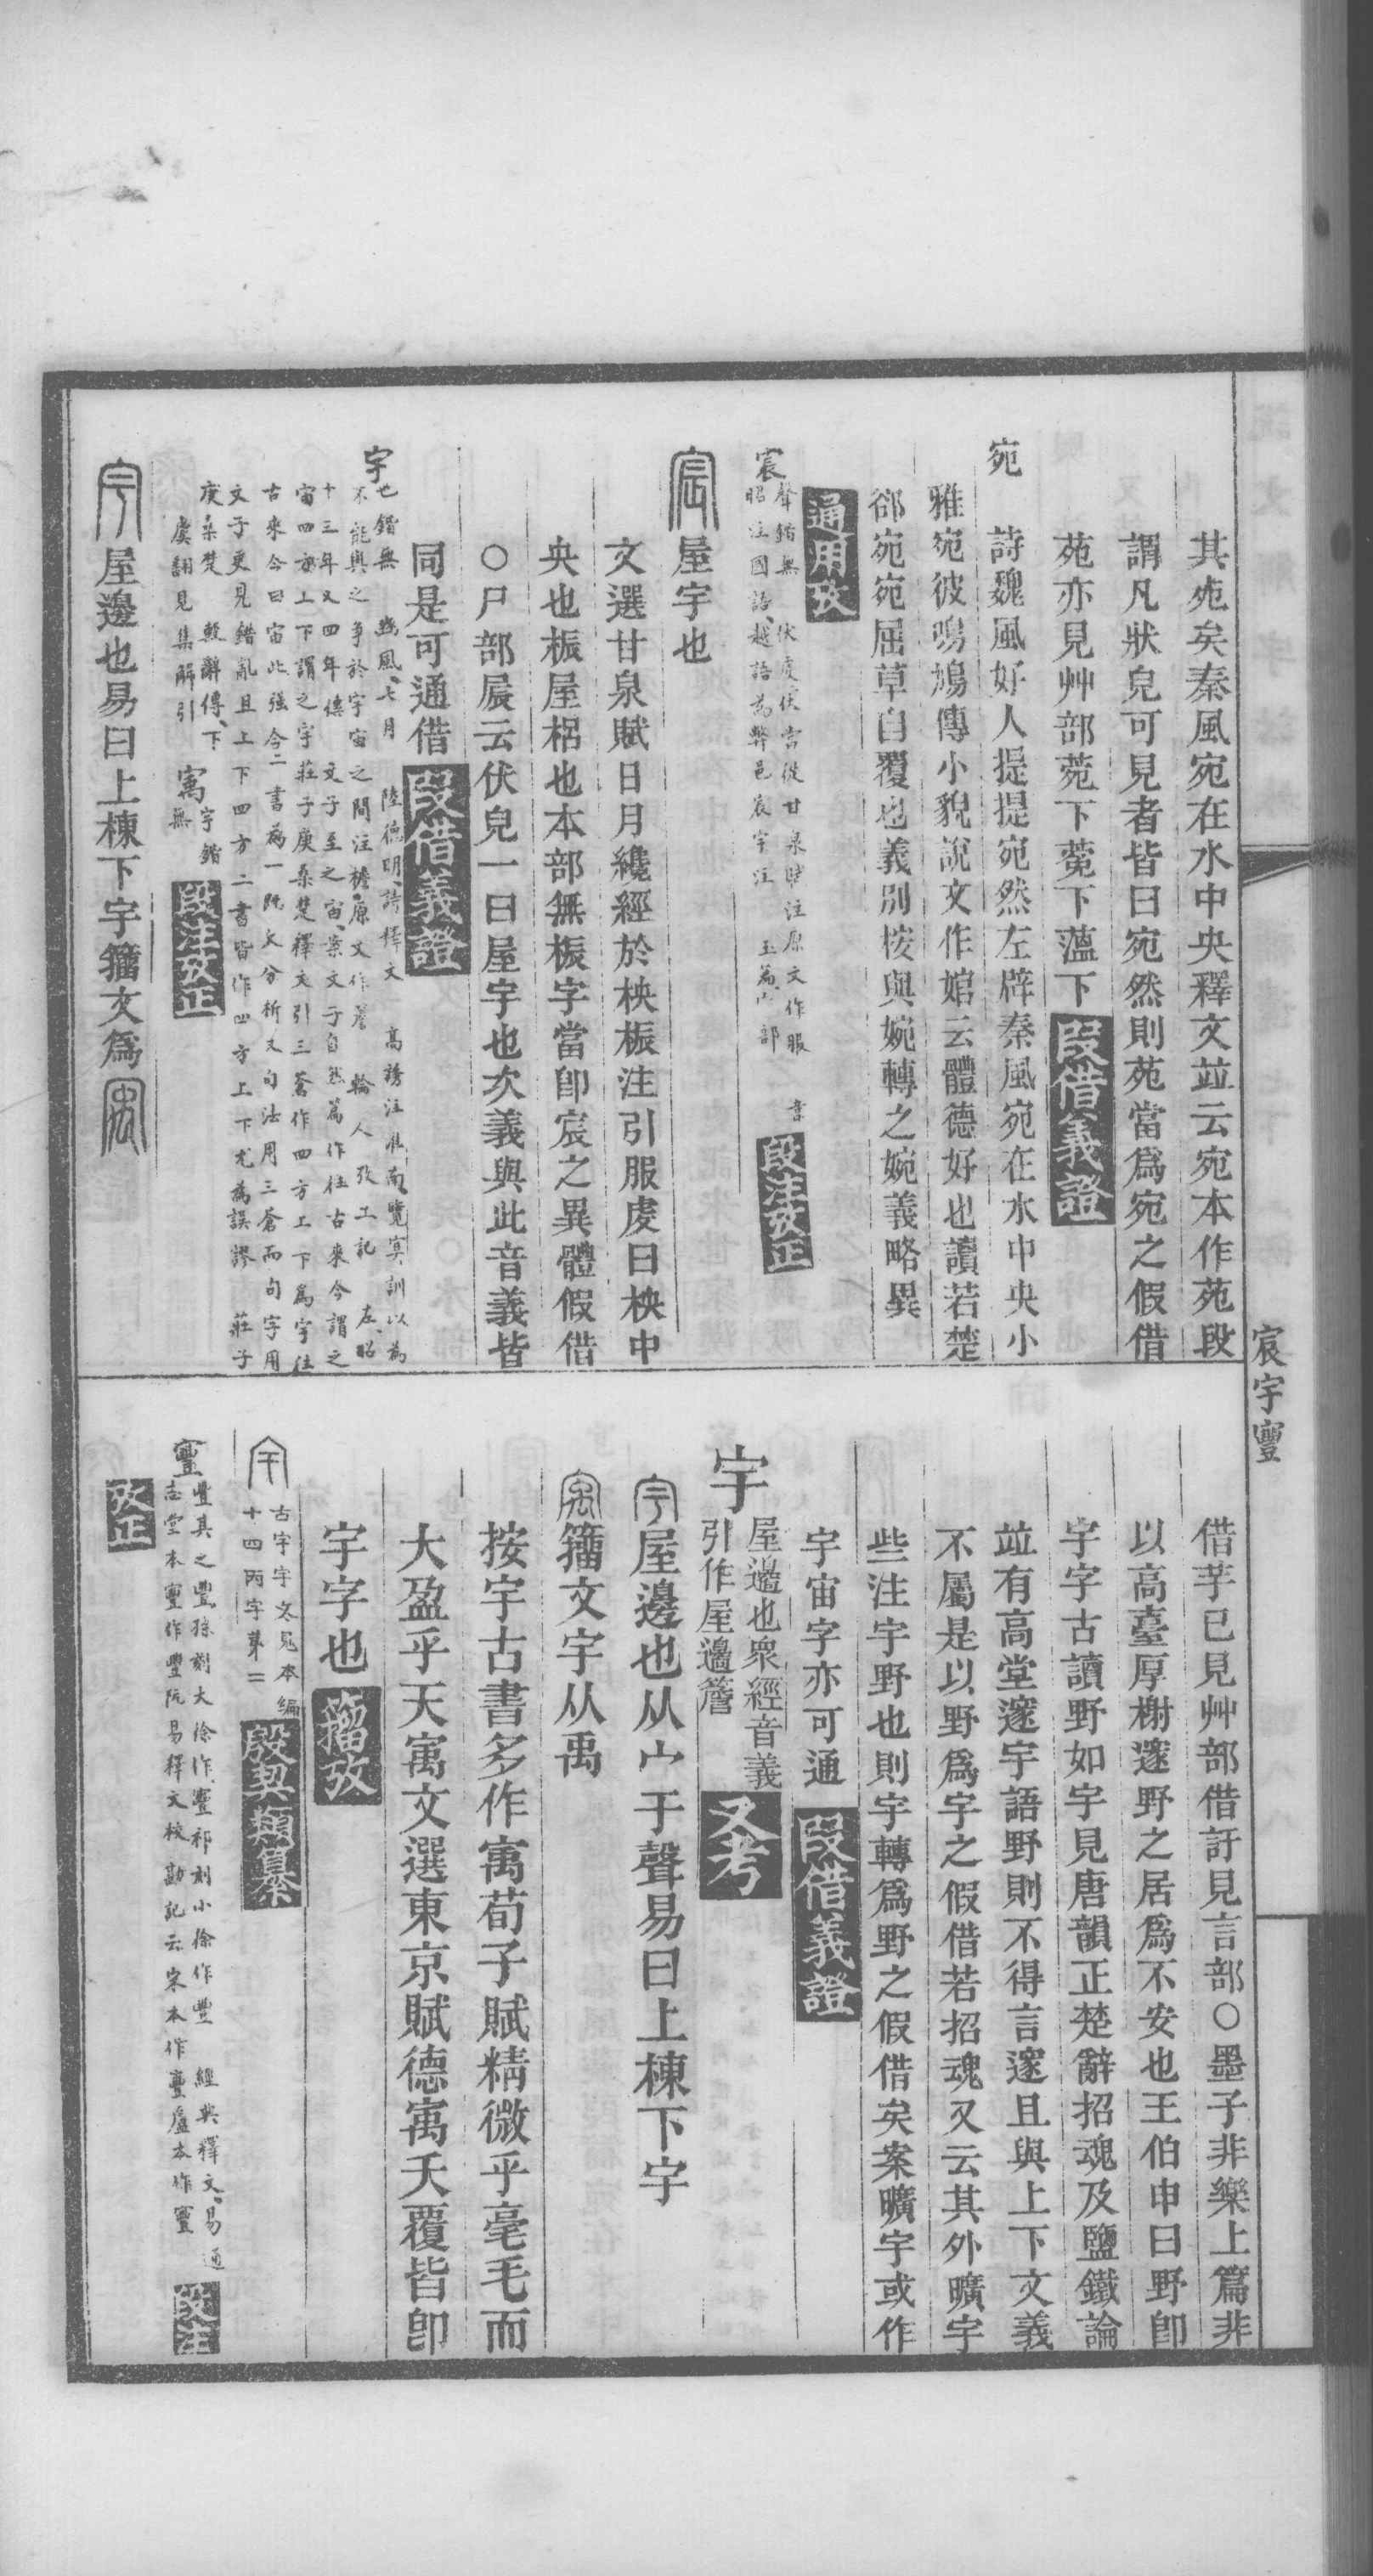 其宛矣秦風宛在水中央釋文竝云宛本作苑段
謂凡狀皃可見者皆曰宛然則苑當爲宛之假借
苑亦見艸部菀下薍下薀下 段借義證
宛 詩魏風好人提提宛然左辟秦風宛在水中央小
雅宛彼鳴鳩傳小貌說文作婠云體德好也讀若楚
郤宛宛屈草自覆也義別桉與婉轉之婉義略異
通用攷
宸 聲鍇無 伏虔伏當從甘泉賦注原文作服 韋
昭注國語越語爲弊邑宸宇注 玉篇宀部 段注攷正
宸 屋宇也
文選甘泉賦日月纔經於柍桭注引服虔曰柍中
央也桭屋梠也本部無桭字當卽宸之異體假借
○尸部㞟云伏皃一曰屋宇也次義與此音義皆
同是可通借 段借義證
宇 也鍇無 豳風七月 陸德明詩釋文 高誘注淮南覽冥訓以爲
不能與之爭於宇宙之間注襜原文作簷 輪人攷工記 左昭
十三年又四年傳 文子至之宙案文子自然篇作往古來今謂之
宙四方上下謂之宇莊子庚桑楚釋文引三蒼作四方上下爲宇往
古來今曰宙此强合二書爲一旣欠分析又句法用三蒼而句字用
文子更見錯亂且上下四方二書皆作四方上下尤爲誤謬 莊子
庚桑楚 繫辭傳下 寓字鍇
虞翻見集解引 無 段注攷正
宇 屋邊也易曰上棟下宇籒文爲㝢
宸宇寷
借芋已見艸部借訏見言部○墨子非樂上篇非
以高臺厚榭邃野之居爲不安也王伯申曰野卽
宇字古讀野如宇見唐韻正楚辭招魂及鹽鐵論
竝有高堂邃宇語野則不得言邃且與上下文義
不屬是以野爲宇之假借若招魂又云其外曠宇
些注宇野也則宇轉爲野之假借矣案曠宇或作
宇宙字亦可通 段借義證
宇 屋邊也衆經音義
引作屋邊簷 又考
宇 屋邊也从宀于聲易曰上棟下宇
㝢 籒文宇从禹
按宇古書多作寓荀子賦精微乎毫毛而
大盈乎天寓文選東京賦德寓天覆皆卽
宇字也 籒攷
宇 古宇字文見本編
十四丙字第二 殷契類纂
寷 豐其之豐孫刻大徐作寷祁刻小徐作豐 經典釋文易通
志堂本寷作豐阮易釋文校勘記云宋本作寷盧本作寷 段注
攷正